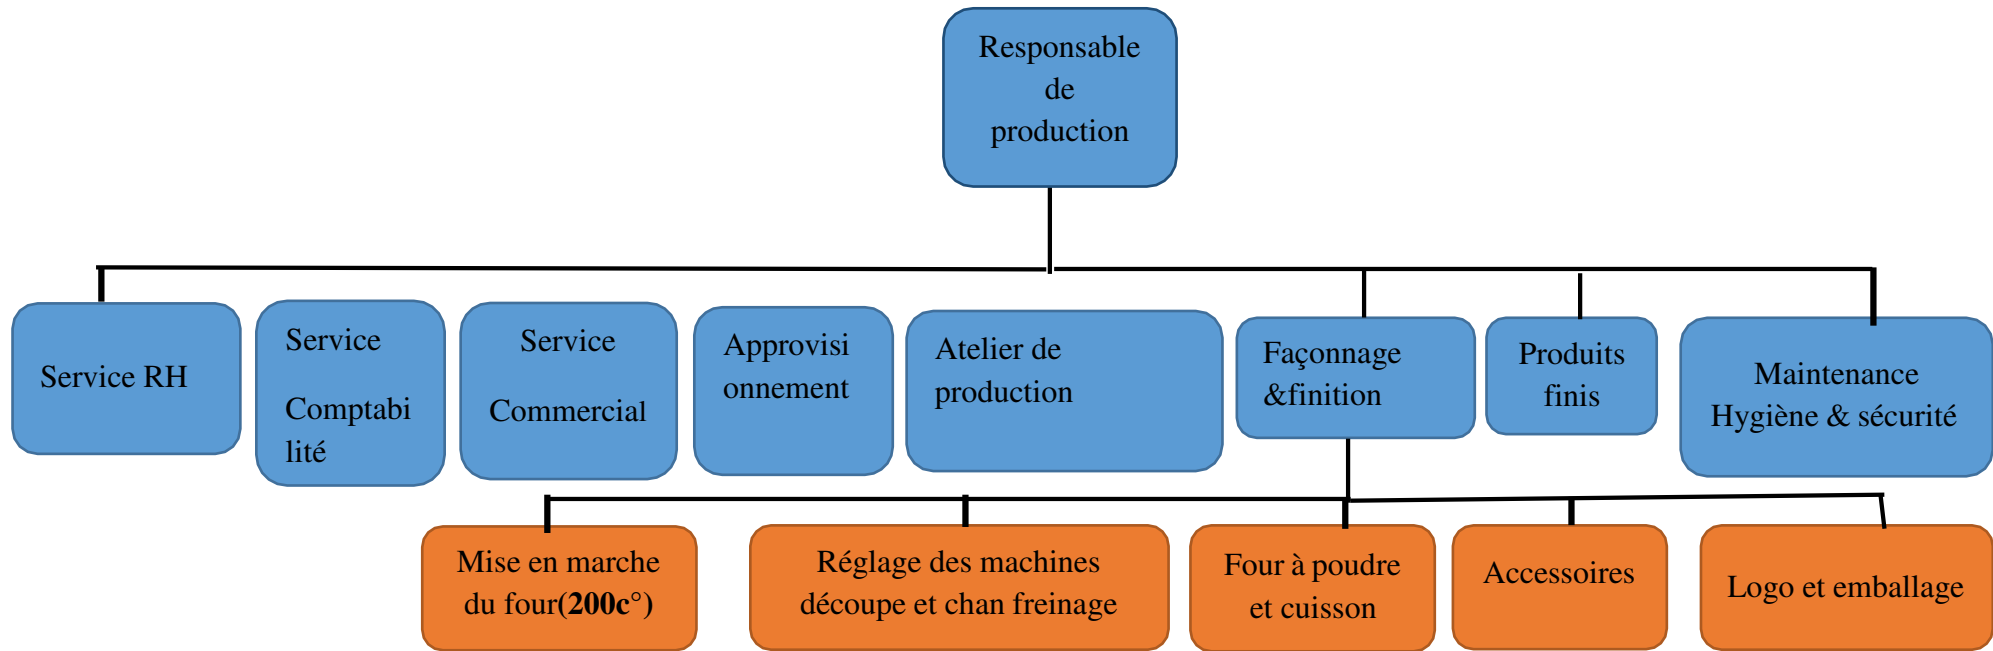 Responsable
de
production
Service RH
Service
Comptabi
lité
Service
Commercial
Approvisi
onnement
Atelier de
production
Façonnage
&finition
Produits
finis
Maintenance
Hygiène & sécurité
Mise en marche
du four(200c°)
Réglage des machines
découpe et chan freinage
Four à poudre
et cuisson
Accessoires
Logo et emballage